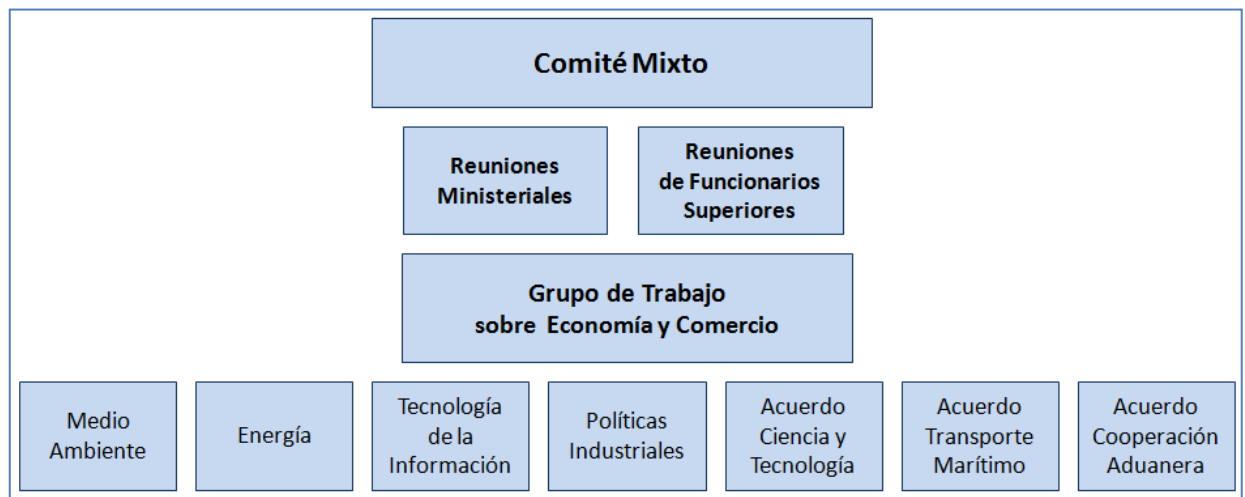 Comité Mixto
Reuniones
Ministeriales
Reuniones
de Funcionarios
Superiores
Grupo de Trabajo
sobre Economía y Comercio
Medio
Ambiente
Energía
Tecnología
de la
Información
Políticas
Industriales
Acuerdo
Ciencia y
Tecnología
Acuerdo
Transporte
Marítimo
Acuerdo
Cooperación
Aduanera